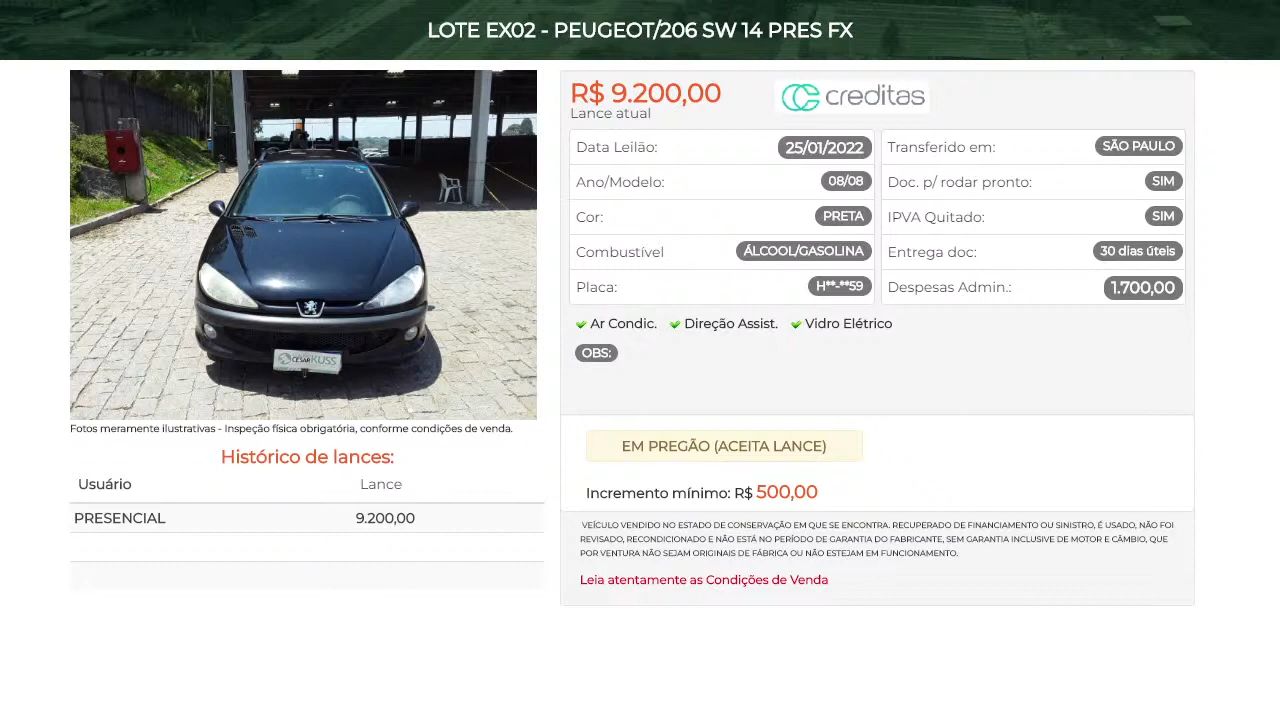 LOTE EX02 - PEUGEOT/206 SW 14 PRES FX
R$ 9.200,00
creditas
Lance atual
Data Leilão: 25/01/2022
Transferido em: SÃO PAULO
Ano/Modelo: 08/08
Doc. p/ rodar pronto: SIM
Cor: PRETA
IPVA Quitado: SIM
Combustível ÁLCOOL/GASOLINA
Entrega doc: 30 dias úteis
Placa: H**-**59
Despesas Admin.: 1.700,00
Ar Condic. Direção Assist. Vidro Elétrico
OBS:
CESAR KUSS
Fotos meramente ilustrativas - Inspeção física obrigatória, conforme condições de venda.
Histórico de lances:
Usuário Lance
PRESENCIAL 9.200,00
EM PREGÃO (ACEITA LANCE)
Incremento mínimo: R$ 500,00
VEÍCULO VENDIDO NO ESTADO DE CONSERVAÇÃO EM QUE SE ENCONTRA. RECUPERADO DE FINANCIAMENTO OU SINISTRO, É USADO, NÃO FOI
REVISADO, RECONDICIONADO E NÃO ESTÁ NO PERÍODO DE GARANTIA DO FABRICANTE, SEM GARANTIA INCLUSIVE DE MOTOR E CÂMBIO, QUE
POR VENTURA NÃO SEJAM ORIGINAIS DE FÁBRICA OU NÃO ESTEJAM EM FUNCIONAMENTO.
Leia atentamente as Condições de Venda